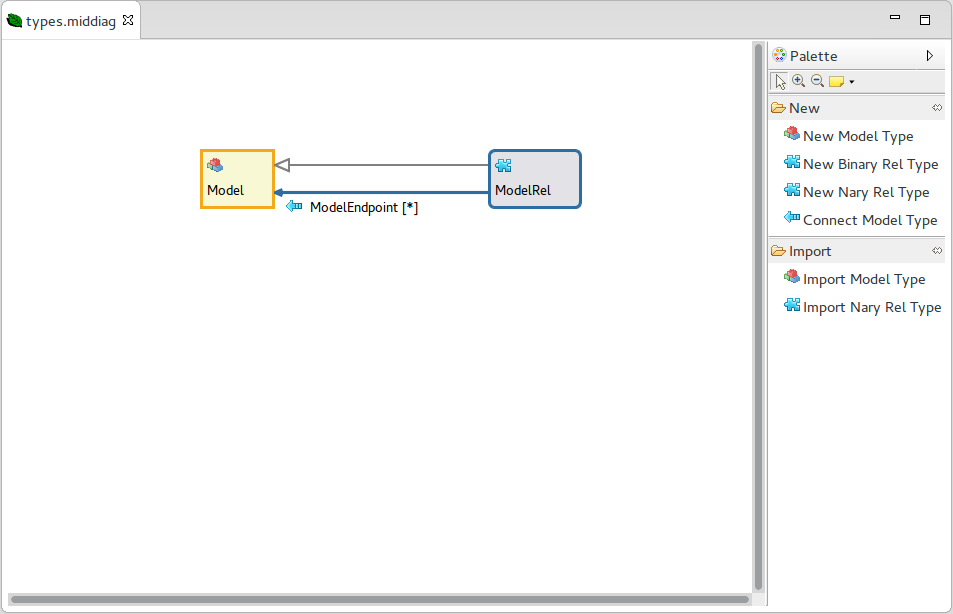 types.middiag
Palette
New
New Model Type
New Binary Rel Type
New Nary Rel Type
Connect Model Type
Import
Import Model Type
Import Nary Rel Type
Model
ModelRel
ModelEndpoint [*]